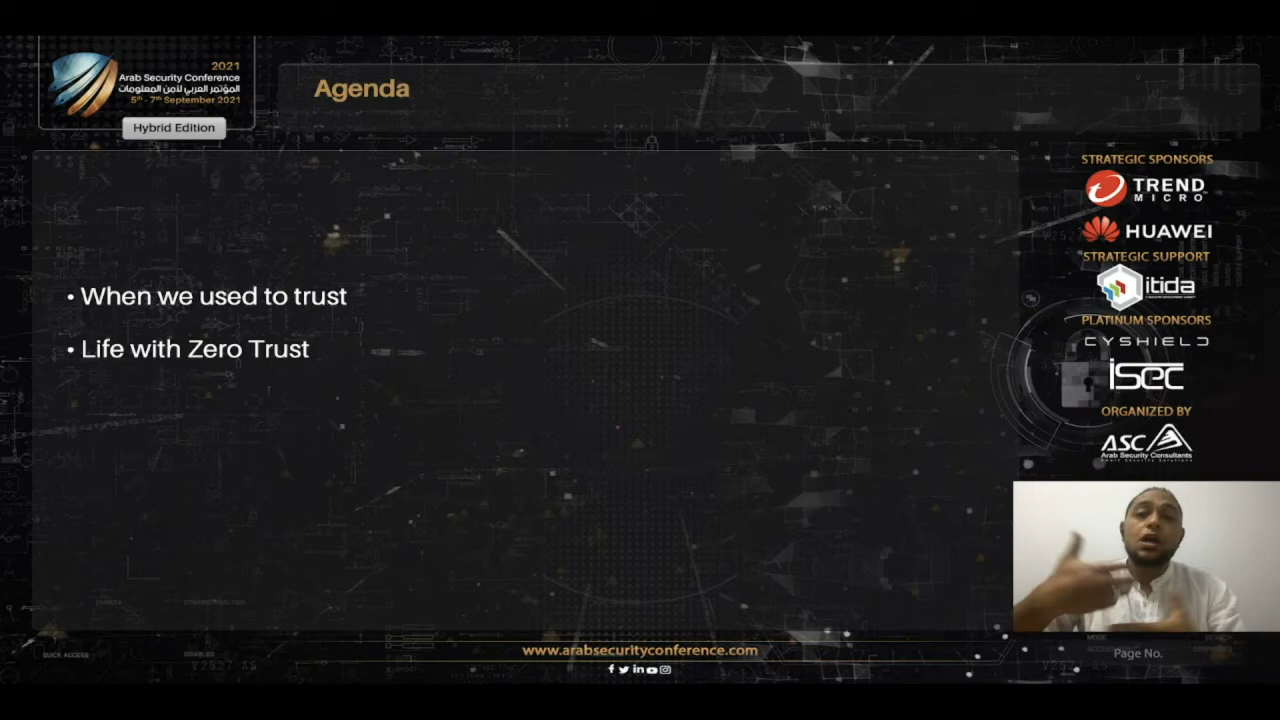 2021
Arab Security Conference
المؤتمر العربي لأمن المعلومات
5th - 7th September 2021
Hybrid Edition
Agenda
• When we used to trust
• Life with Zero Trust
STRATEGIC SPONSORS
TREND
MICRO
HUAWEI
STRATEGIC SUPPORT
itida
PLATINUM SPONSORS
CYSHIELD
isec
ORGANIZED BY
ASC
Arab Security Consultants
www.arabsecurityconference.com
QUICK ACCESS
Page No.